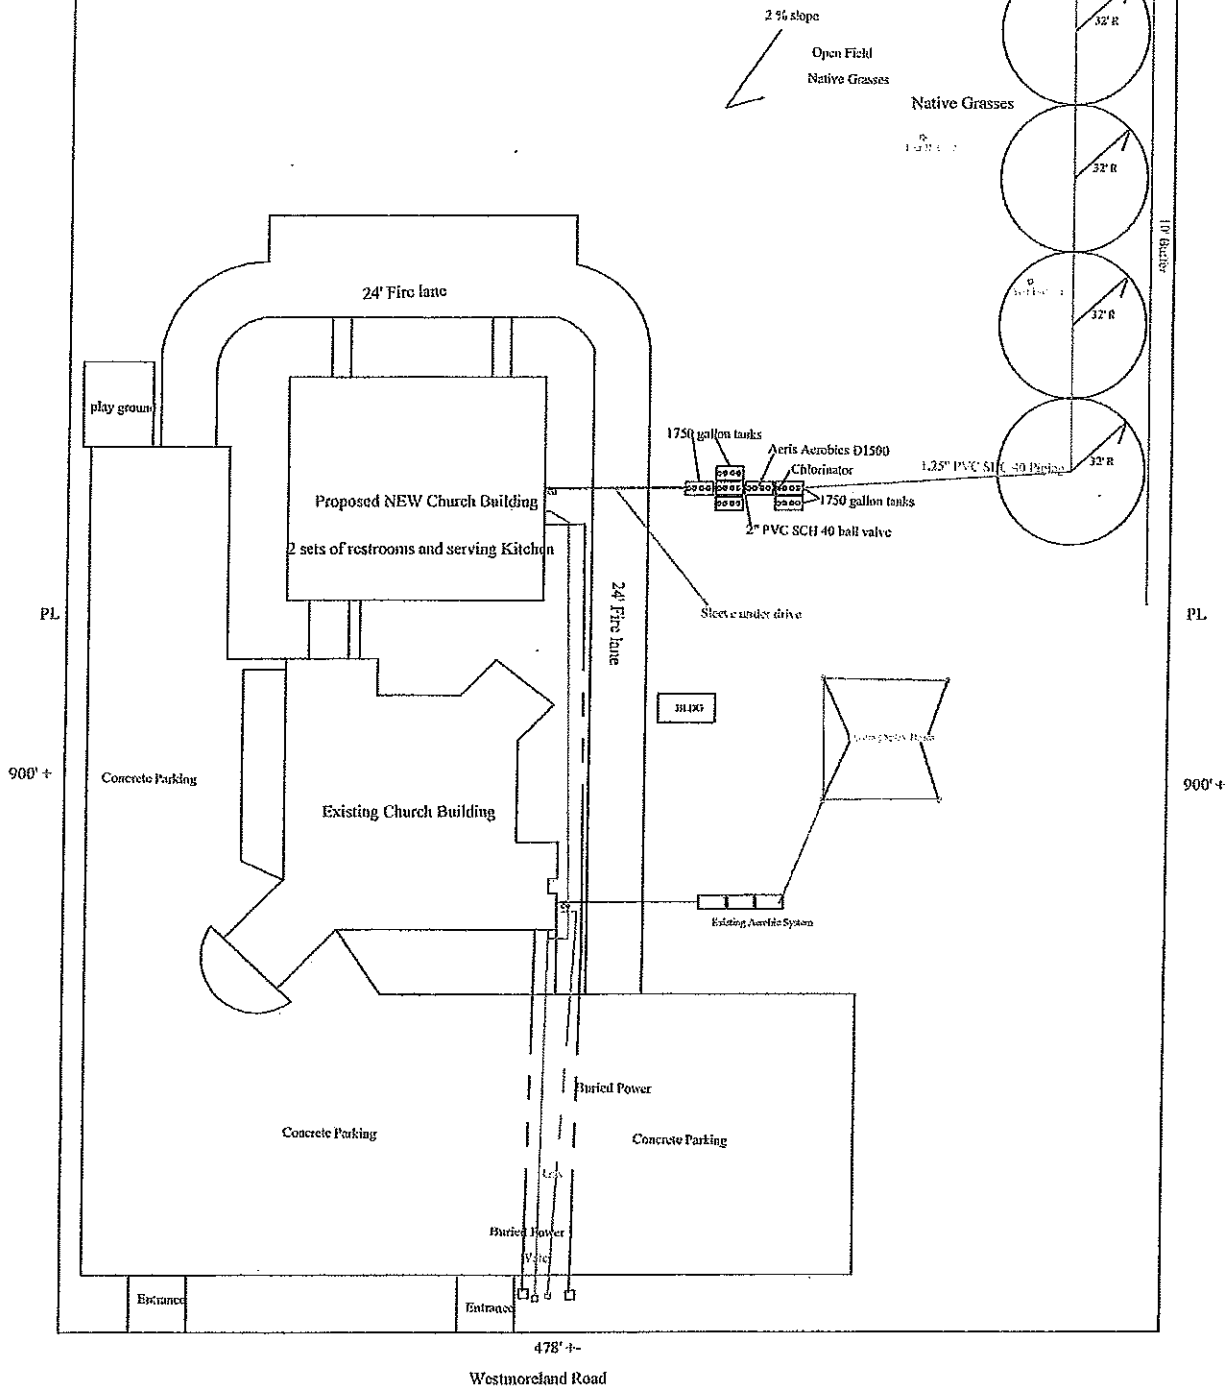 2 % slope
32' R
Open Field
Native Grasses
Native Grasses
32' R
10' Buffer
24' Fire lane
32' R
play ground
1750 gallon tanks
Aeris Aerobics D1500
Chlorinator
1.25" PVC SCH 40 Piping
32' R
Proposed NEW Church Building
1750 gallon tanks
2" PVC SCH 40 ball valve
2 sets of restrooms and serving Kitchen
24' Fire lane
PL
Sleeve under drive
PL
BLDG
900' +
Concrete Parking
900' +
Existing Church Building
Existing Aerobic System
Buried Power
Concrete Parking
Concrete Parking
Buried Power
Entrance
Entrance
478' +-
Westmoreland Road